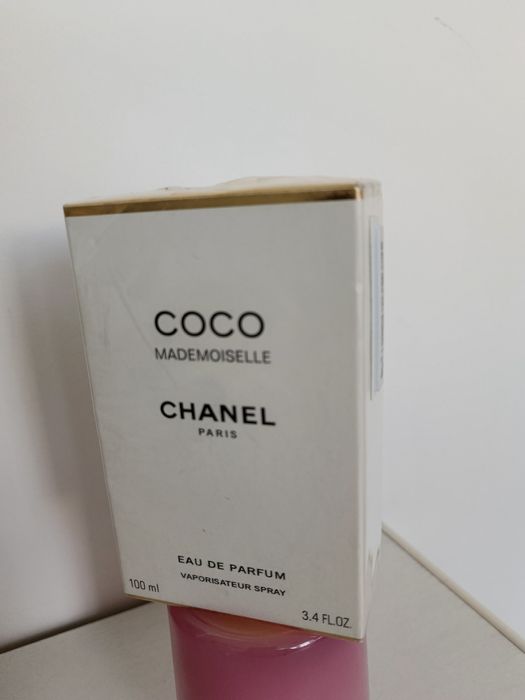 COCO
MADEMOISELLE
CHANEL
PARIS
EAU DE PARFUM
VAPORISATEUR SPRAY
100 ml
3.4 FL.OZ.